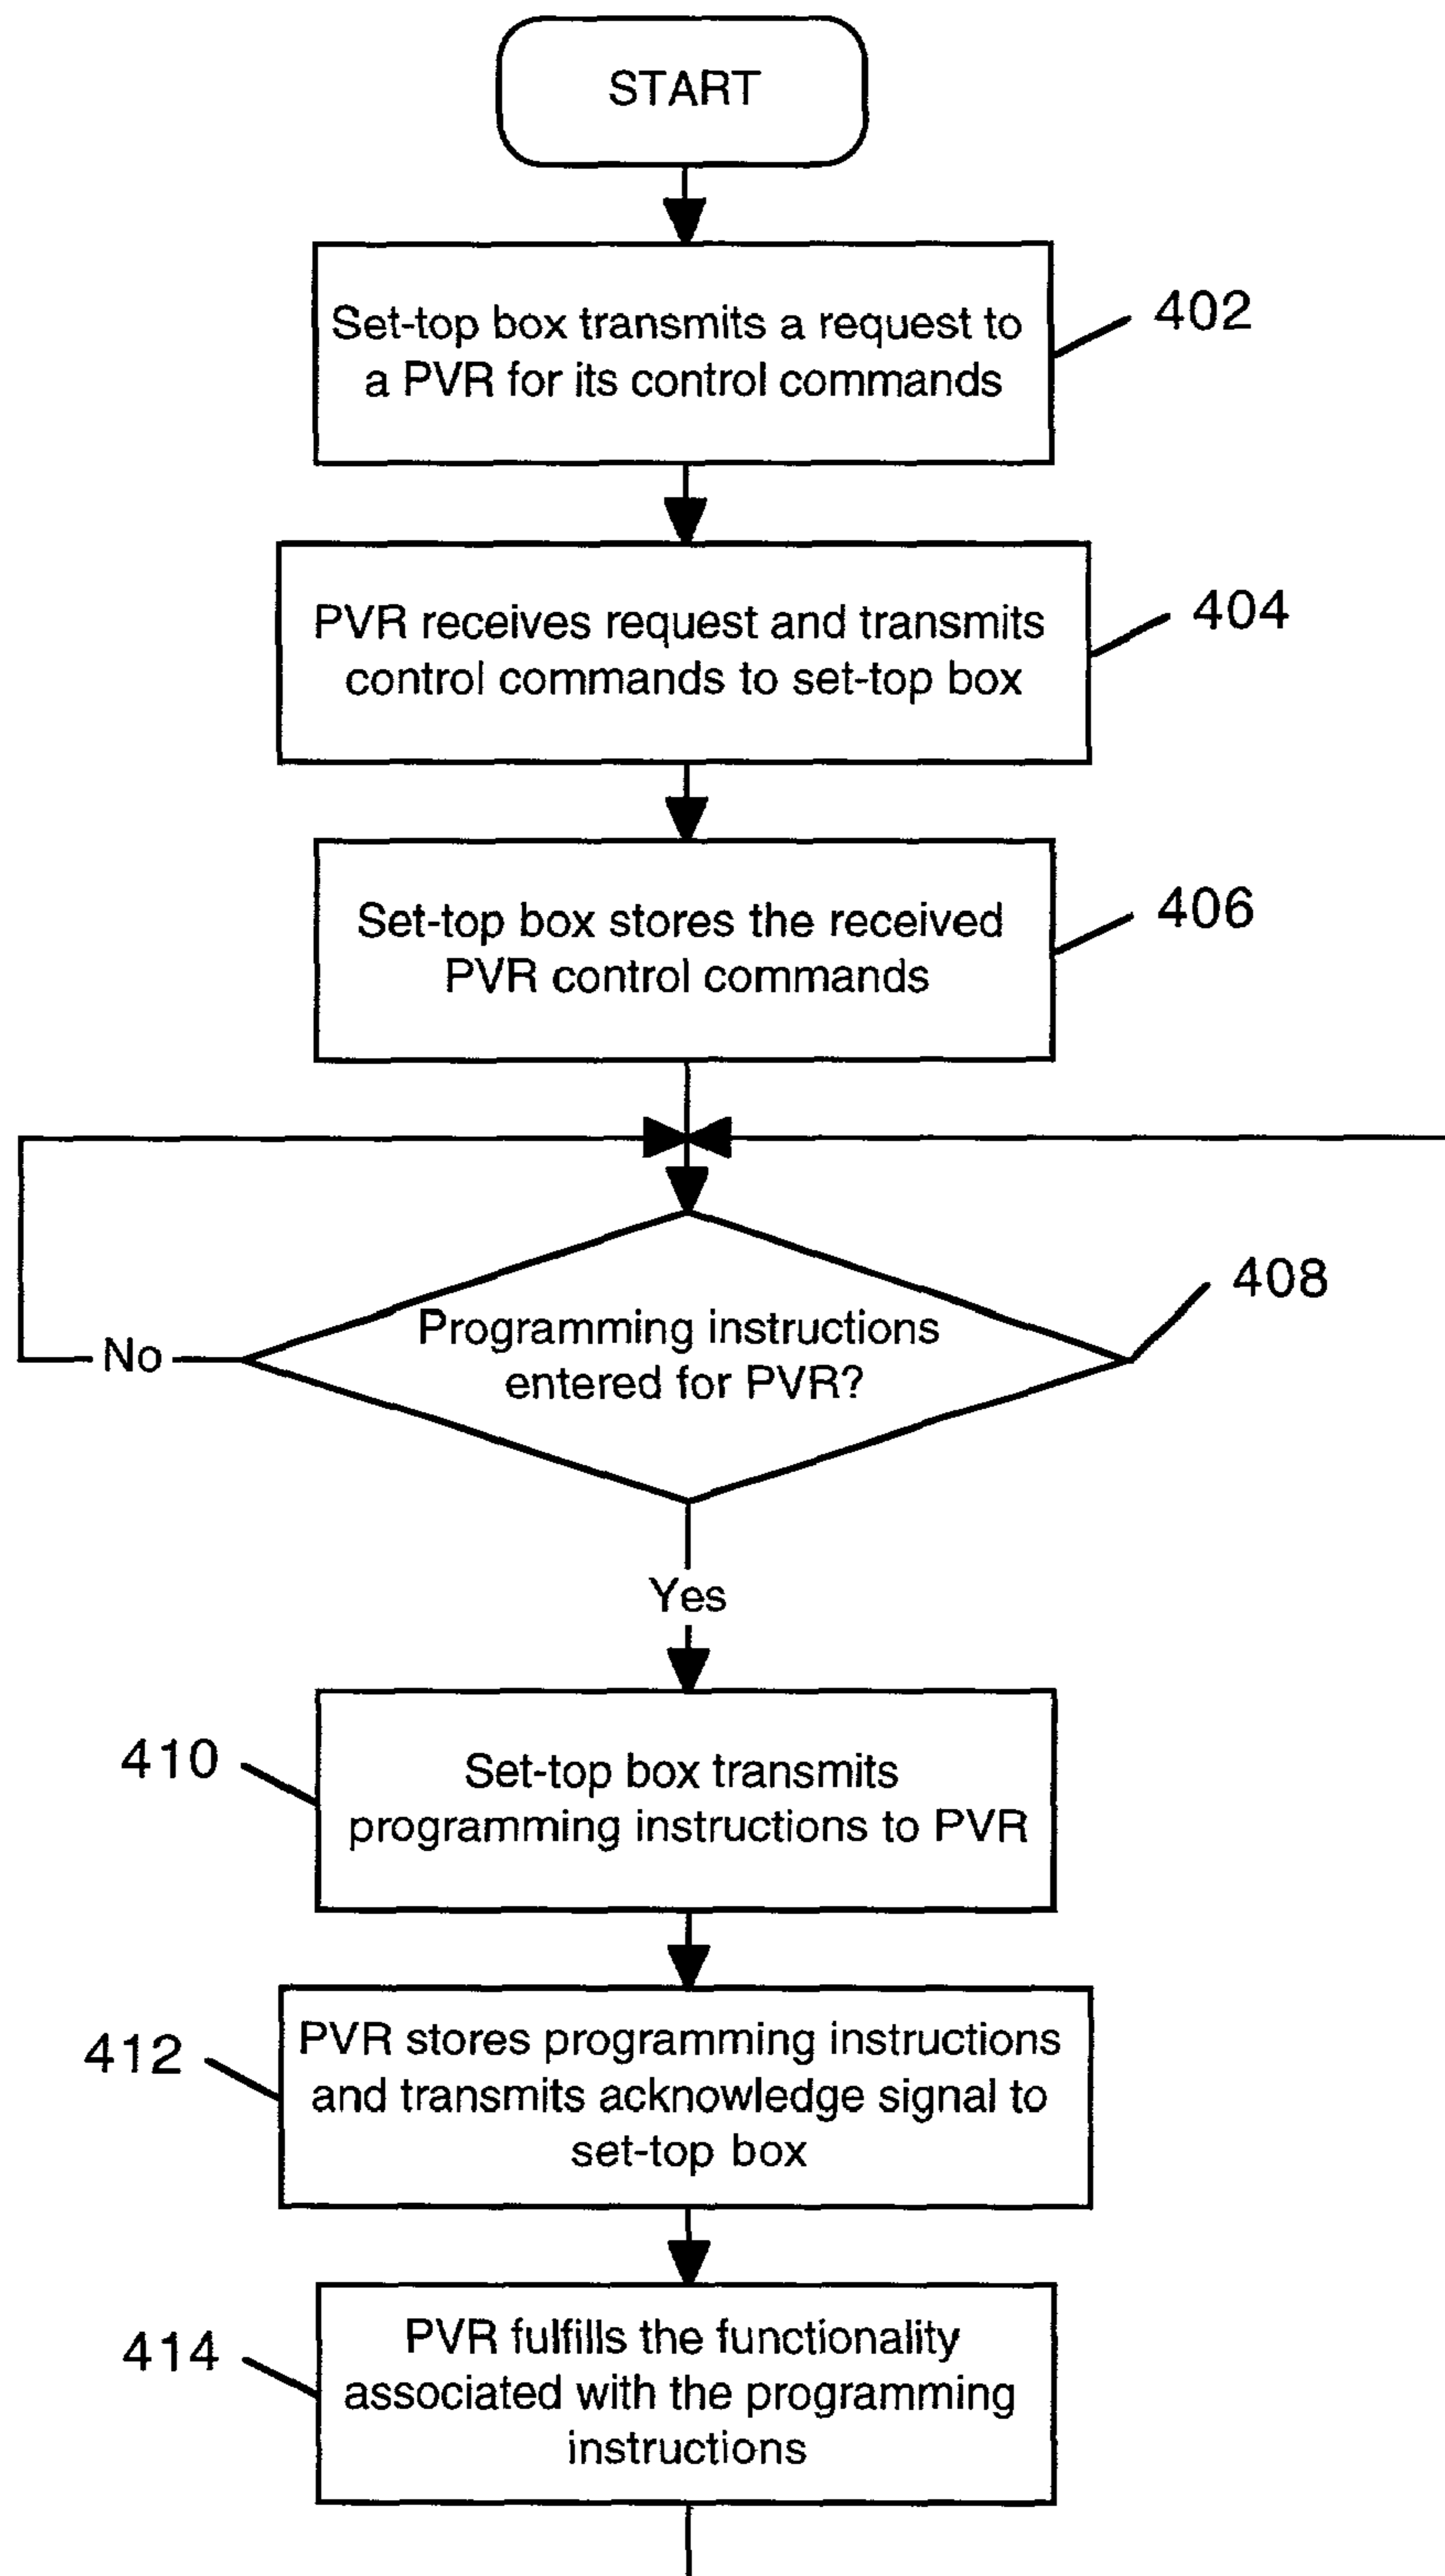 START
Set-top box transmits a request to
a PVR for its control commands
402
PVR receives request and transmits
control commands to set-top box
404
Set-top box stores the received
PVR control commands
406
Programming instructions
entered for PVR?
408
No
Yes
410
Set-top box transmits
programming instructions to PVR
412
PVR stores programming instructions
and transmits acknowledge signal to
set-top box
414
PVR fulfills the functionality
associated with the programming
instructions